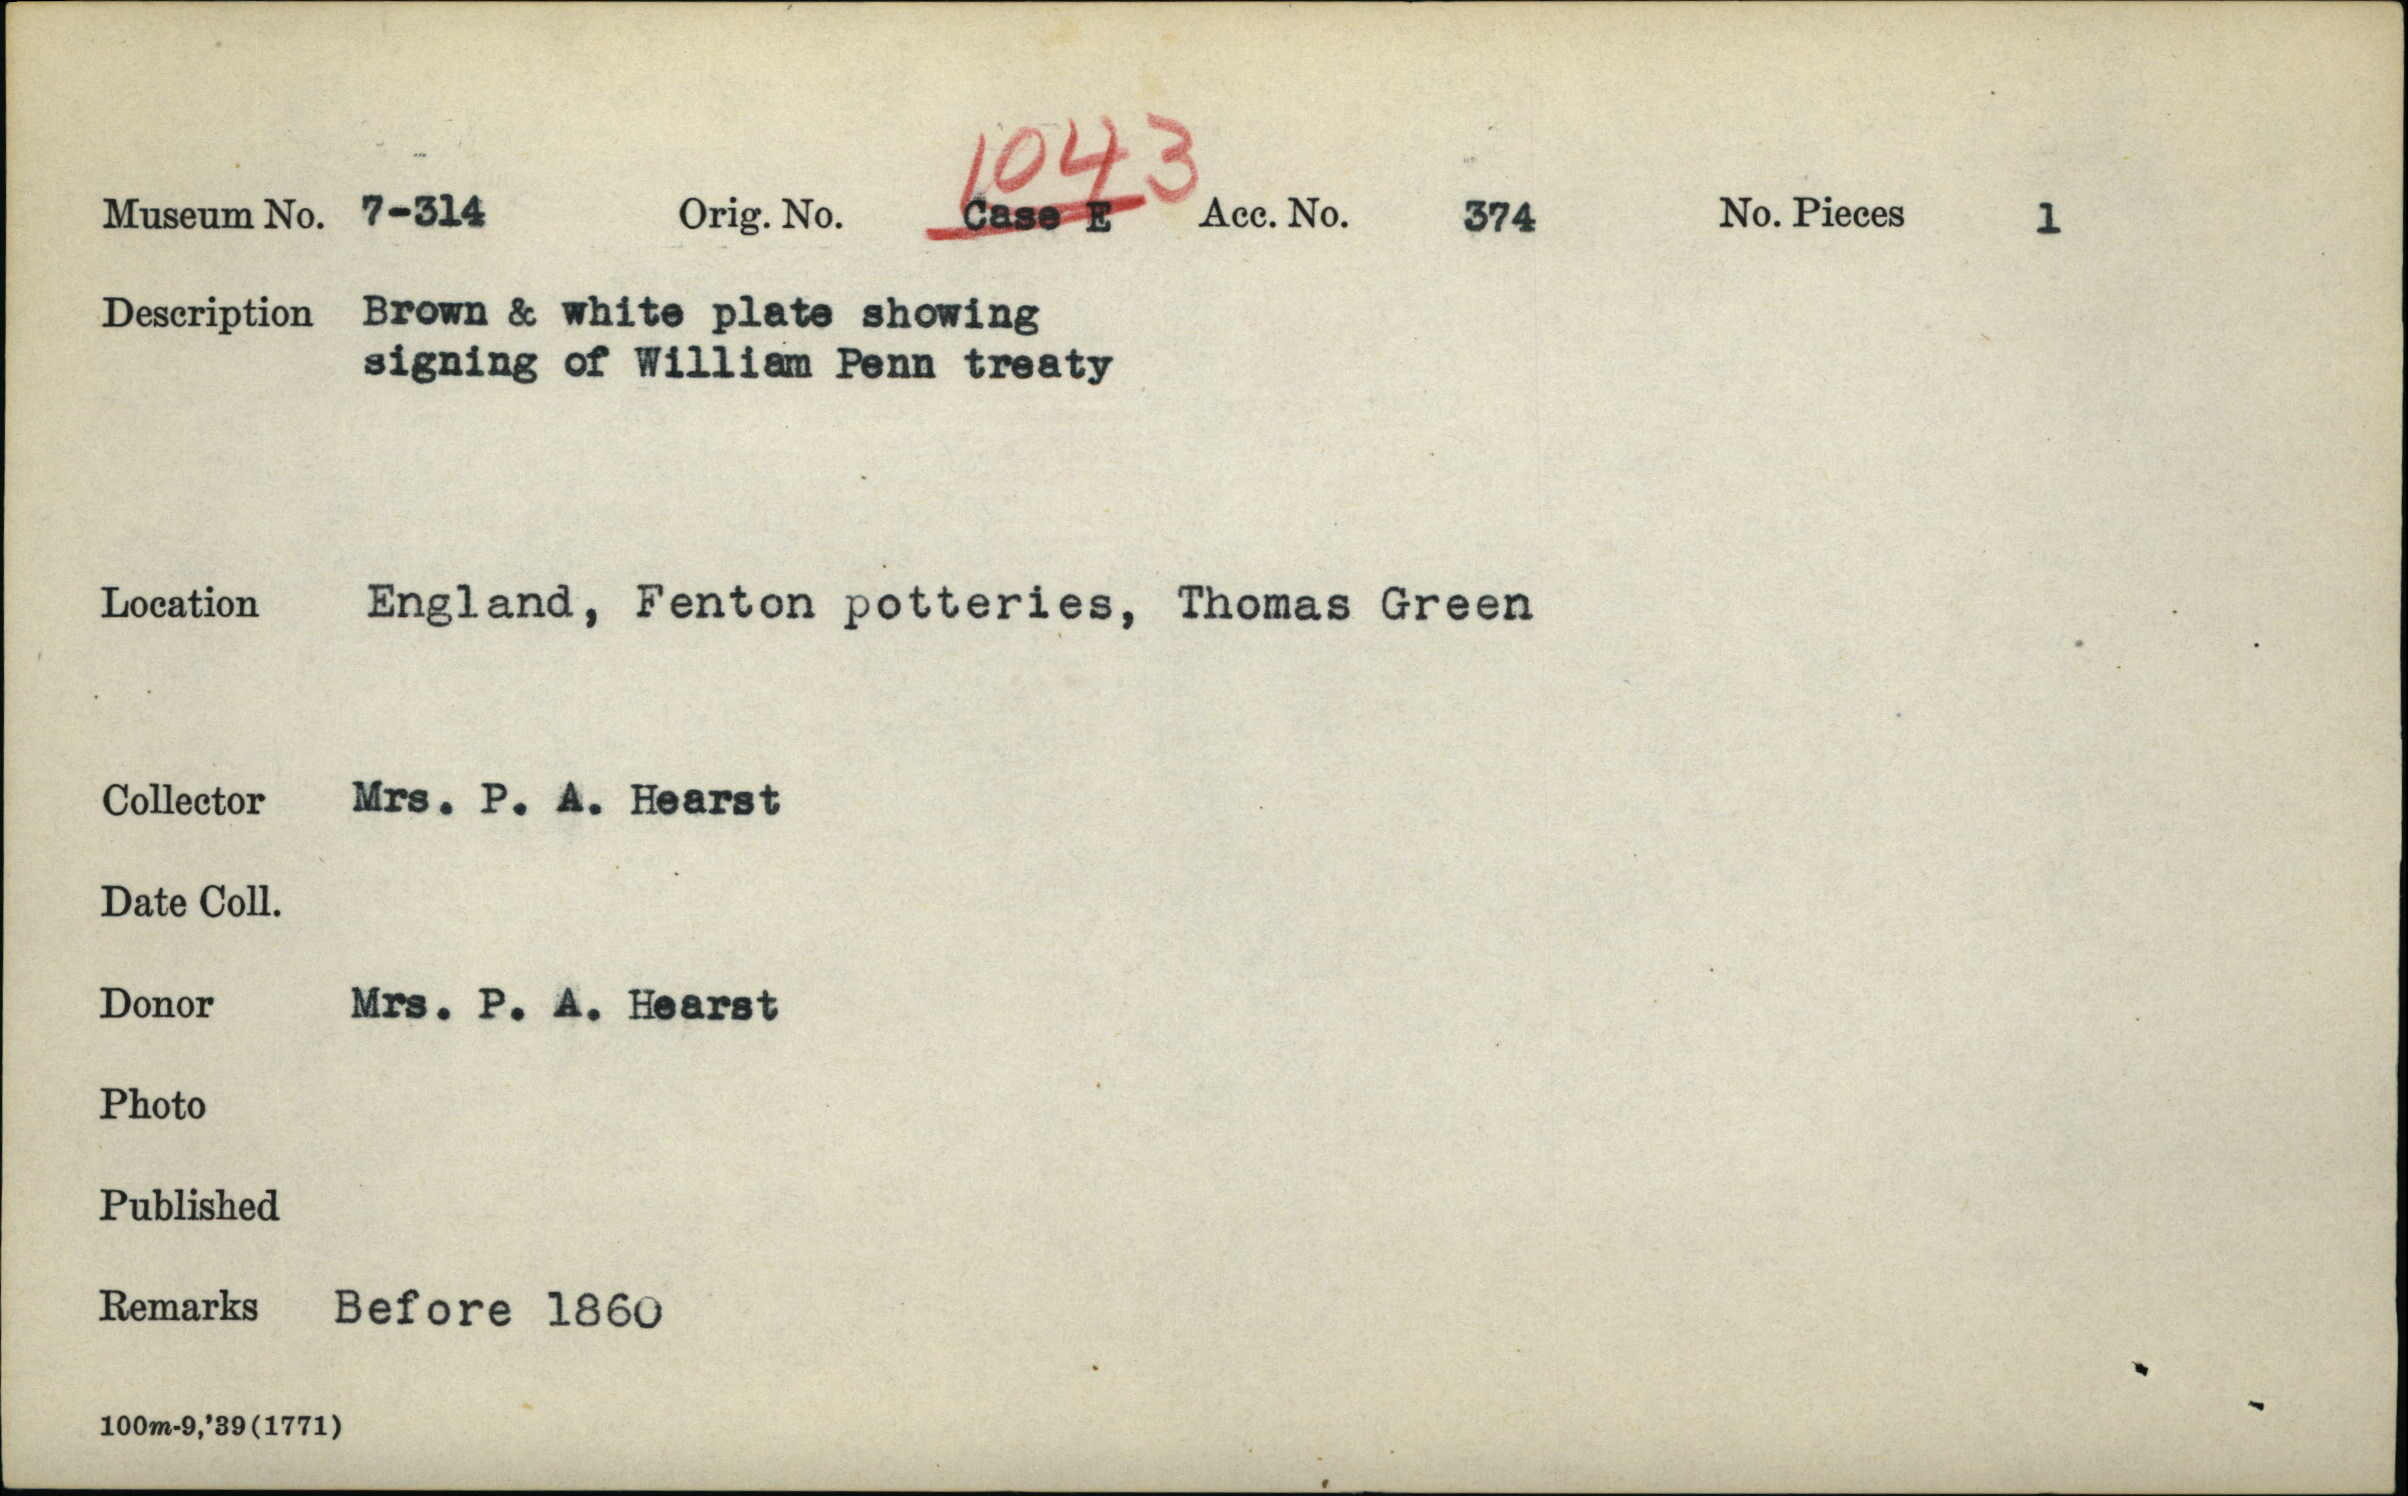 1043
Museum No. 7-314 Orig. No. Case E Acc. No. 374 No. Pieces 1
Description Brown & white plate showing
signing of William Penn treaty
Location England, Fenton potteries, Thomas Green
Collector Mrs. P. A. Hearst
Date Coll.
Donor Mrs. P. A. Hearst
Photo
Published
Remarks Before 1860
100m-9,'39(1771)